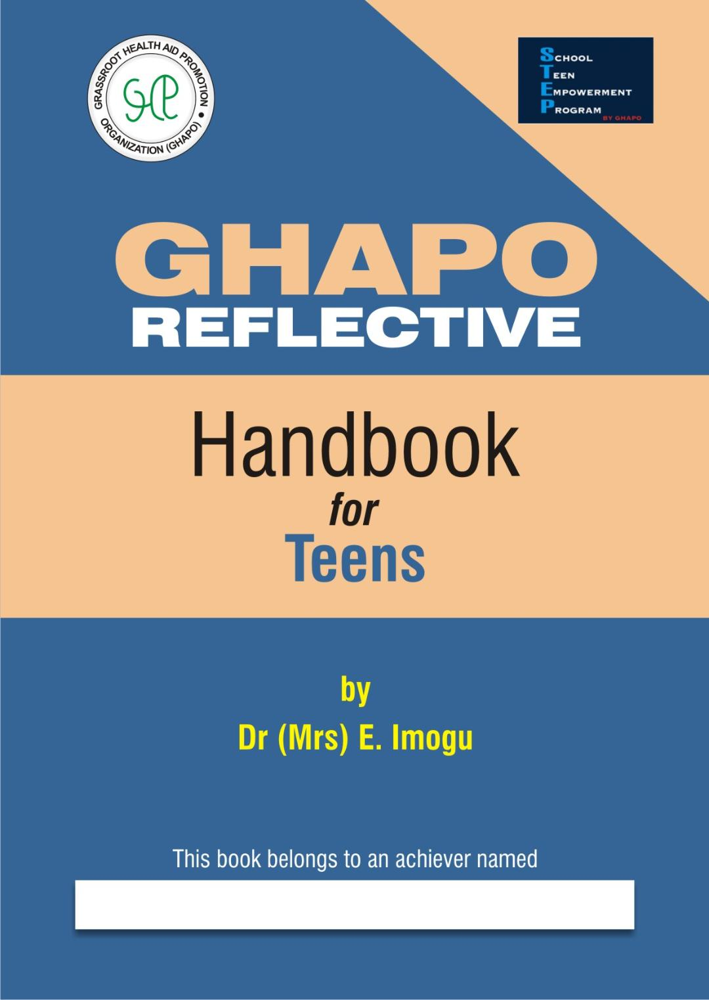 GRASSROOT HEALTH AID PROMOTION
ORGANIZATION (GHAPO)
GHAPO
SCHOOL
TEEN
EMPOWERMENT
PROGRAM
BY GHAPO
GHAPO
REFLECTIVE
Handbook
for
Teens
by
Dr (Mrs) E. Imogu
This book belongs to an achiever named